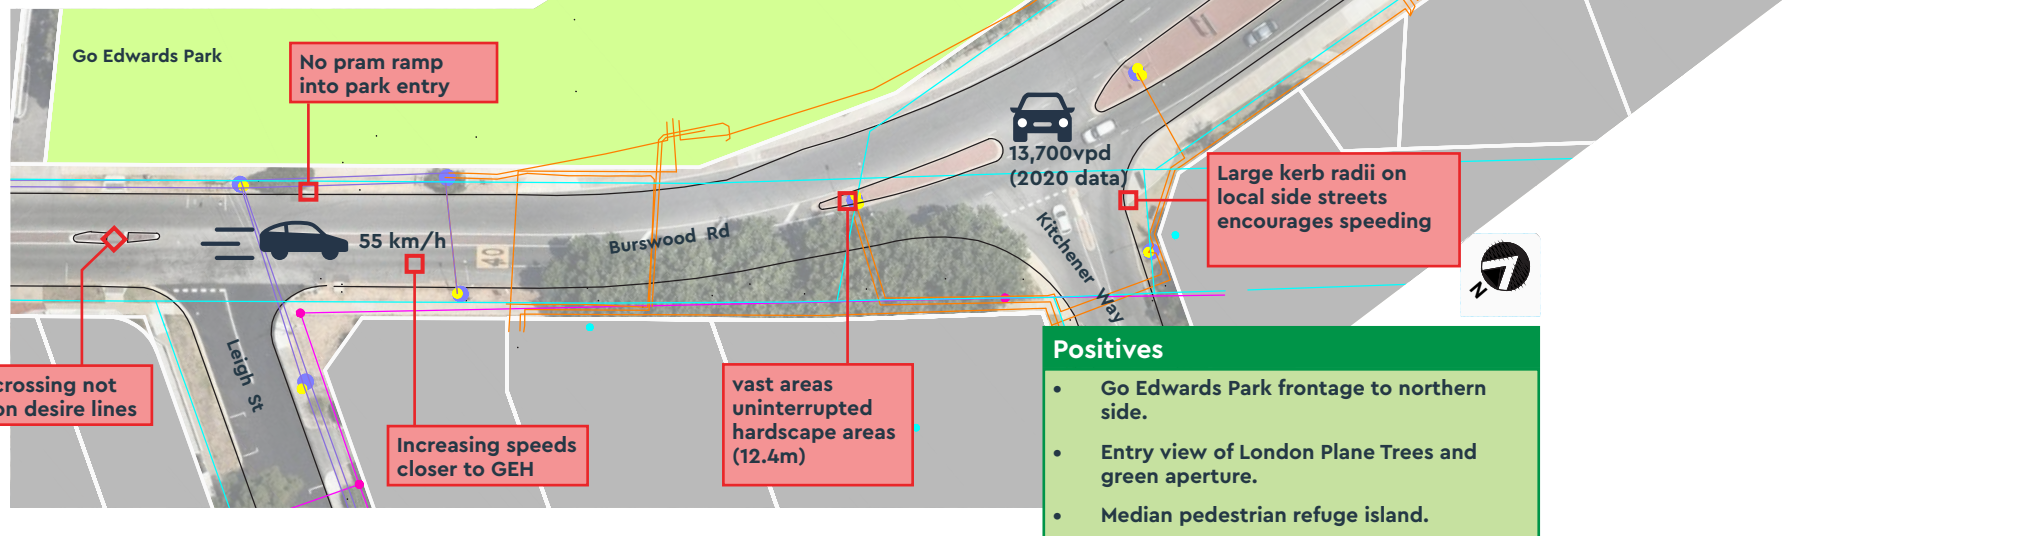 Go Edwards Park
No pram ramp
into park entry
13,700vpd
(2020 data)
Large kerb radii on
local side streets
encourages speeding
55 km/h
40
Burswood Rd
Kitchener Way
N
Leigh St
crossing not
on desire lines
Increasing speeds
closer to GEH
vast areas
uninterrupted
hardscape areas
(12.4m)
Positives
• Go Edwards Park frontage to northern
side.
• Entry view of London Plane Trees and
green aperture.
• Median pedestrian refuge island.